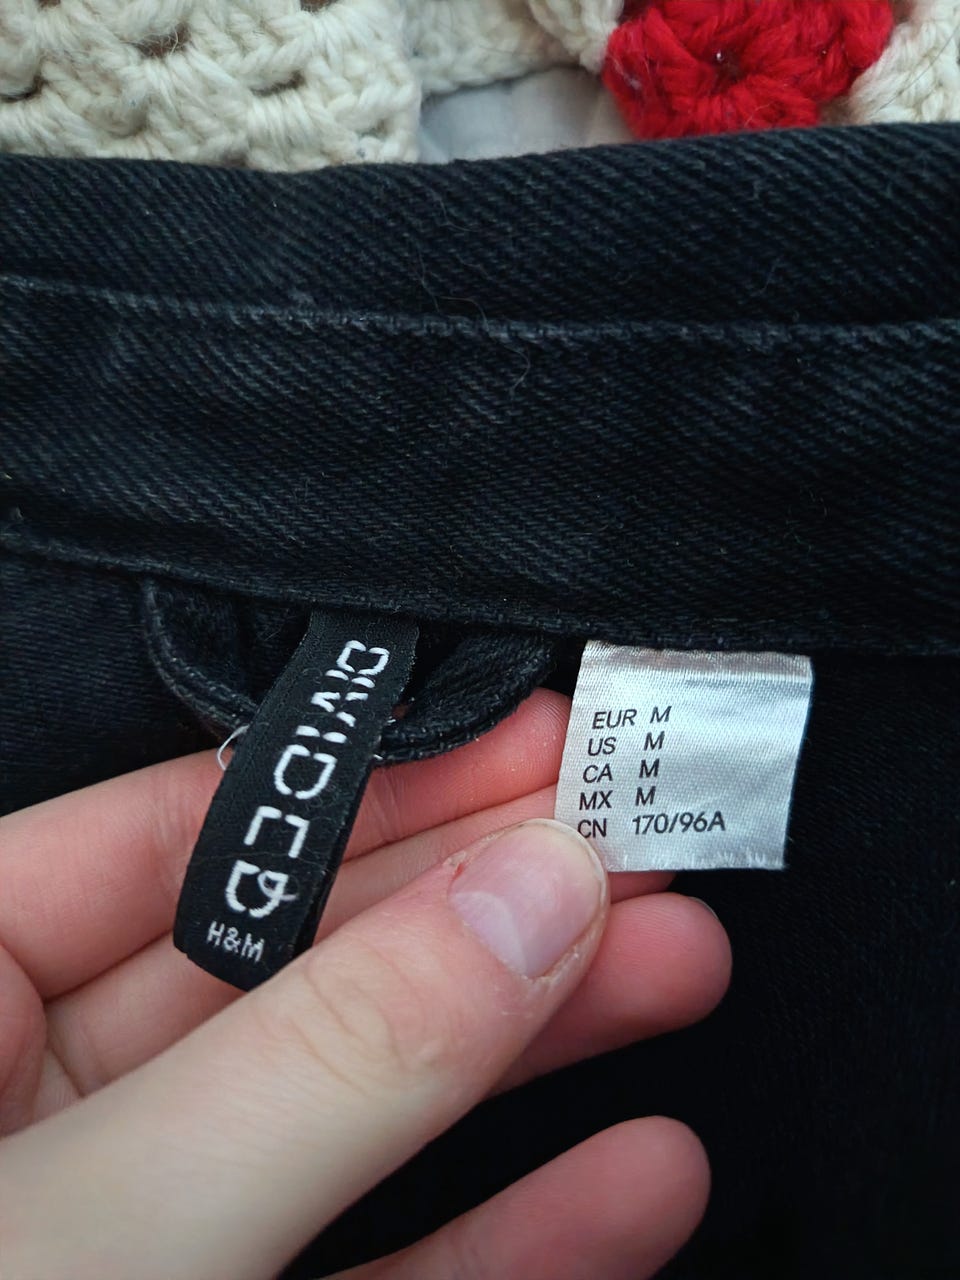 DIVIDED
H&M
EUR M
US M
CA M
MX M
CN 170/96A